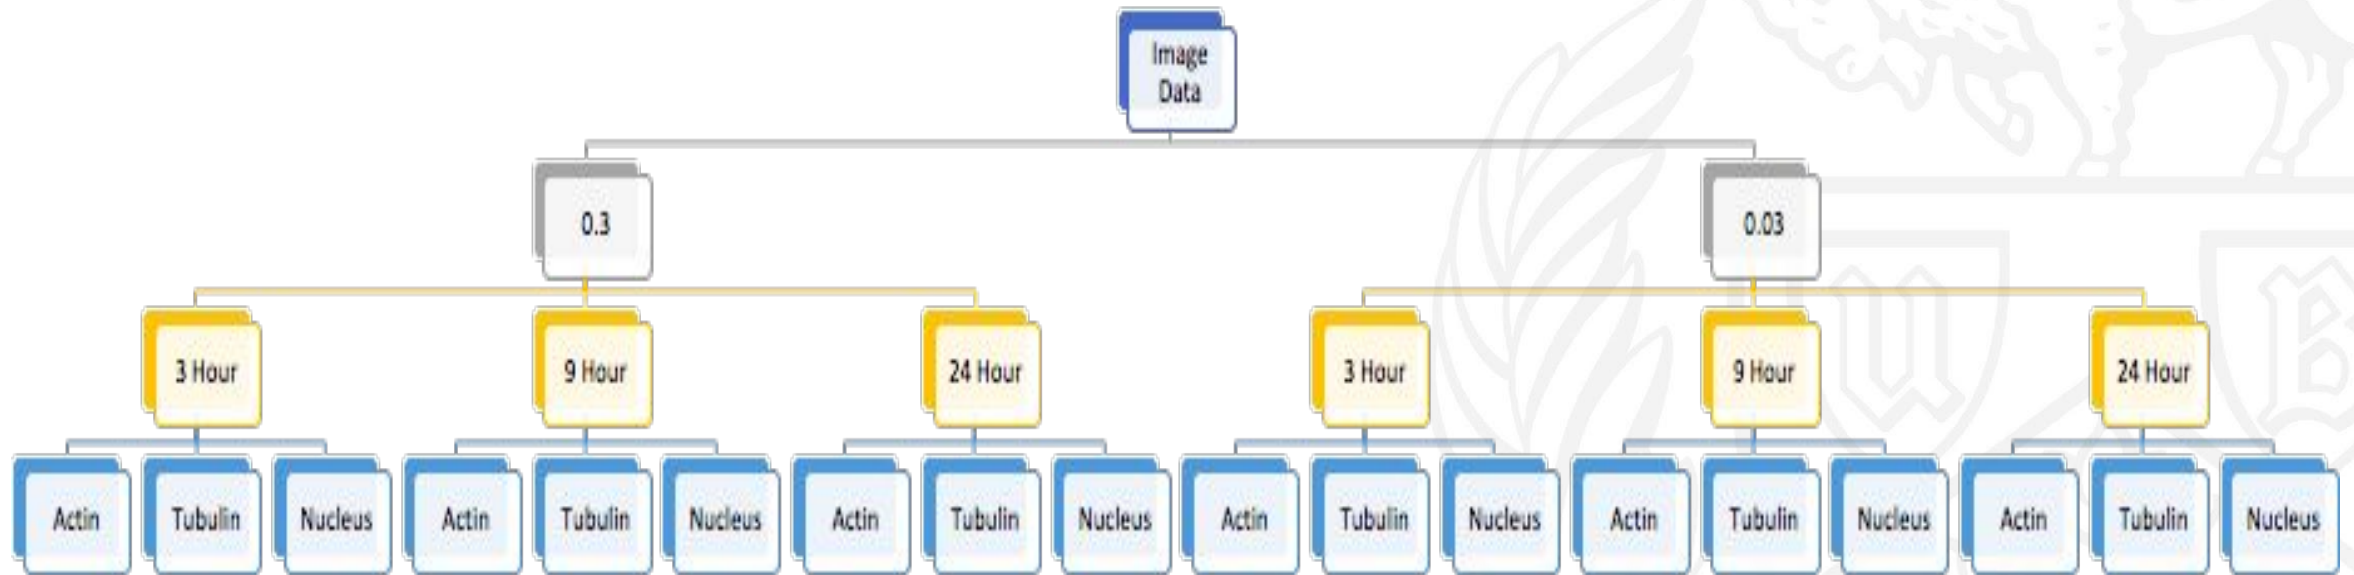 Image
Data
0.3
0.03
3 Hour
9 Hour
24 Hour
3 Hour
9 Hour
24 Hour
Actin
Tubulin
Nucleus
Actin
Tubulin
Nucleus
Actin
Tubulin
Nucleus
Actin
Tubulin
Nucleus
Actin
Tubulin
Nucleus
Actin
Tubulin
Nucleus
U
B